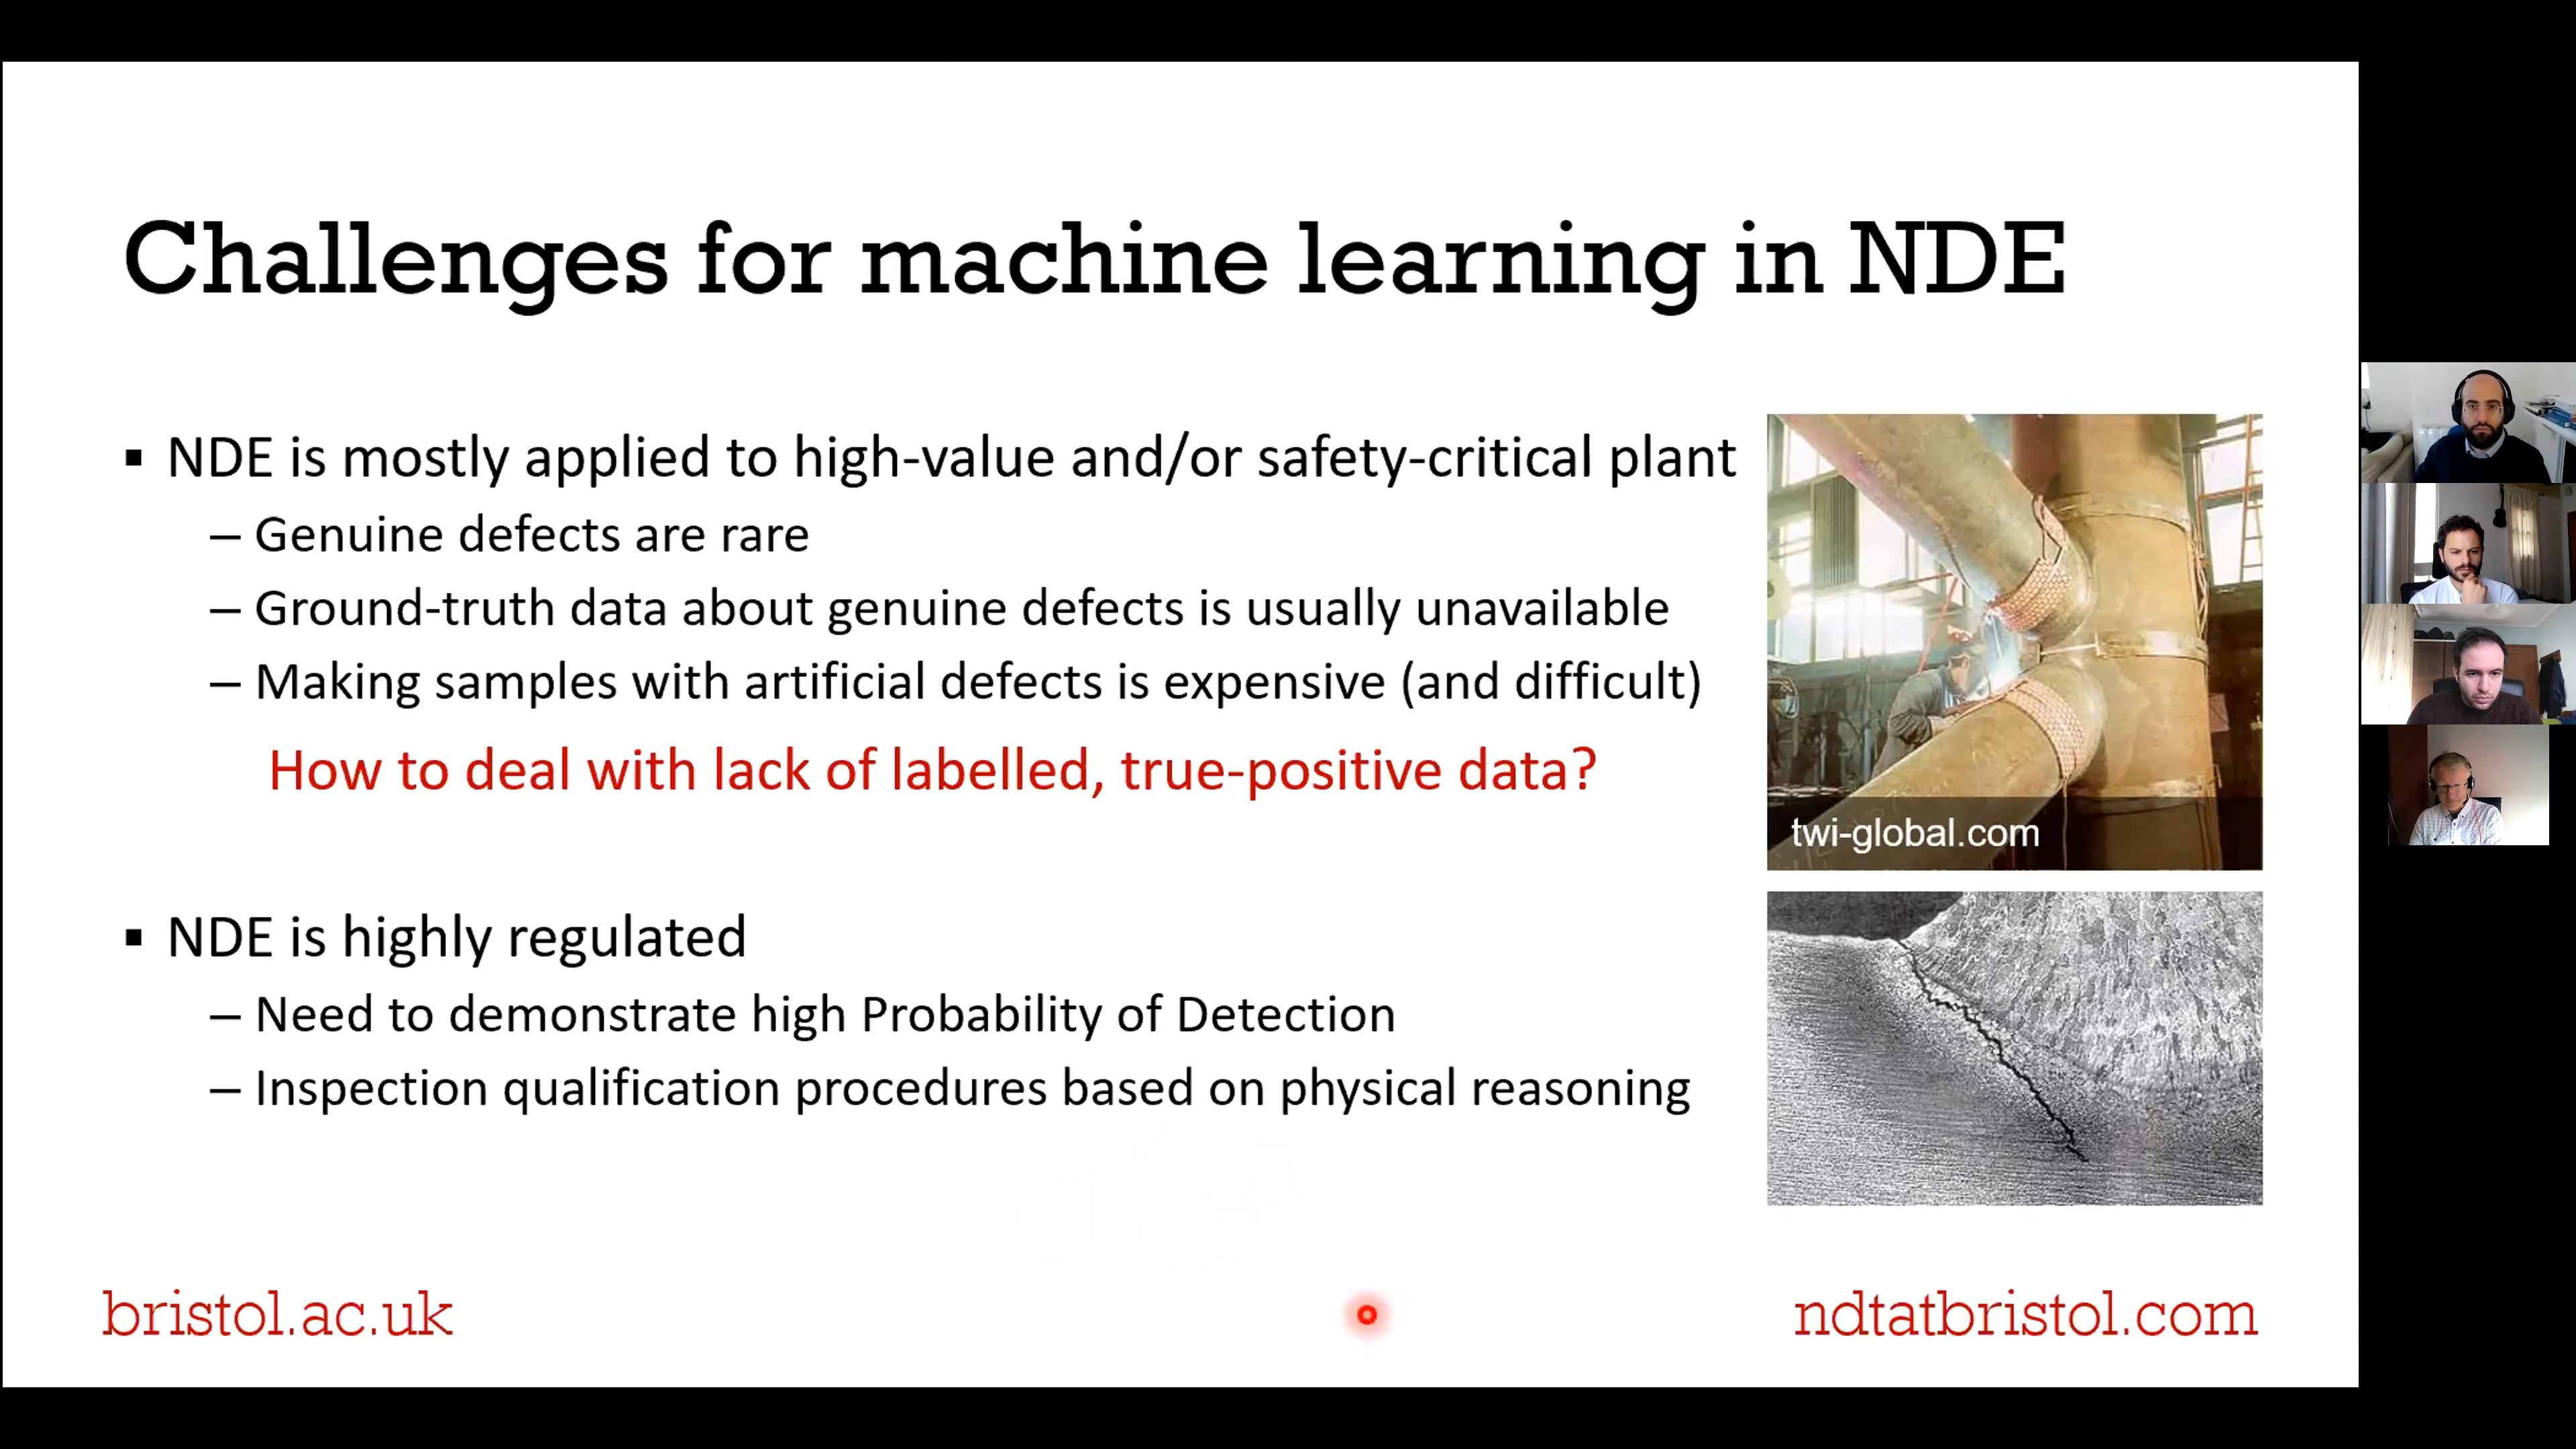 Challenges for machine learning in NDE
▪ NDE is mostly applied to high-value and/or safety-critical plant
– Genuine defects are rare
– Ground-truth data about genuine defects is usually unavailable
– Making samples with artificial defects is expensive (and difficult)
How to deal with lack of labelled, true-positive data?
twi-global.com
▪ NDE is highly regulated
– Need to demonstrate high Probability of Detection
– Inspection qualification procedures based on physical reasoning
bristol.ac.uk
ndtatbristol.com